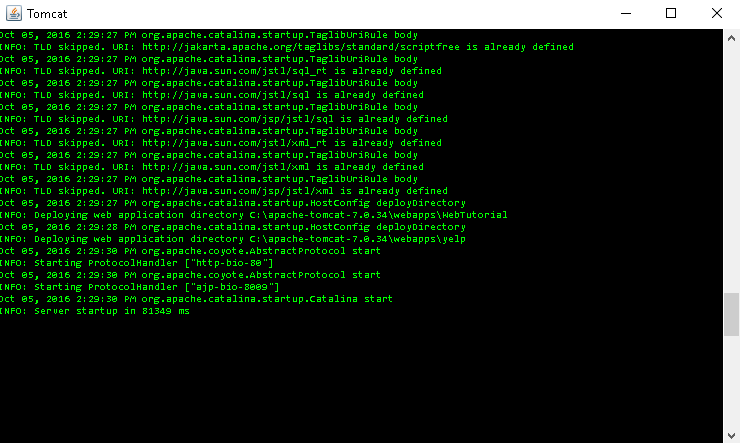 Tomcat
Oct 05, 2016 2:29:27 PM org.apache.catalina.startup.TaglibUriRule body
INFO: TLD skipped. URI: http://jakarta.apache.org/taglibs/standard/scriptfree is already defined
Oct 05, 2016 2:29:27 PM org.apache.catalina.startup.TaglibUriRule body
INFO: TLD skipped. URI: http://java.sun.com/jstl/sql_rt is already defined
Oct 05, 2016 2:29:27 PM org.apache.catalina.startup.TaglibUriRule body
INFO: TLD skipped. URI: http://java.sun.com/jstl/sql is already defined
Oct 05, 2016 2:29:27 PM org.apache.catalina.startup.TaglibUriRule body
INFO: TLD skipped. URI: http://java.sun.com/jsp/jstl/sql is already defined
Oct 05, 2016 2:29:27 PM org.apache.catalina.startup.TaglibUriRule body
INFO: TLD skipped. URI: http://java.sun.com/jstl/xml_rt is already defined
Oct 05, 2016 2:29:27 PM org.apache.catalina.startup.TaglibUriRule body
INFO: TLD skipped. URI: http://java.sun.com/jstl/xml is already defined
Oct 05, 2016 2:29:27 PM org.apache.catalina.startup.TaglibUriRule body
INFO: TLD skipped. URI: http://java.sun.com/jsp/jstl/xml is already defined
Oct 05, 2016 2:29:27 PM org.apache.catalina.startup.HostConfig deployDirectory
INFO: Deploying web application directory C:\apache-tomcat-7.0.34\webapps\WebTutorial
Oct 05, 2016 2:29:28 PM org.apache.catalina.startup.HostConfig deployDirectory
INFO: Deploying web application directory C:\apache-tomcat-7.0.34\webapps\yelp
Oct 05, 2016 2:29:30 PM org.apache.coyote.AbstractProtocol start
INFO: Starting ProtocolHandler ["http-bio-80"]
Oct 05, 2016 2:29:30 PM org.apache.coyote.AbstractProtocol start
INFO: Starting ProtocolHandler ["ajp-bio-8009"]
Oct 05, 2016 2:29:30 PM org.apache.catalina.startup.Catalina start
INFO: Server startup in 81349 ms